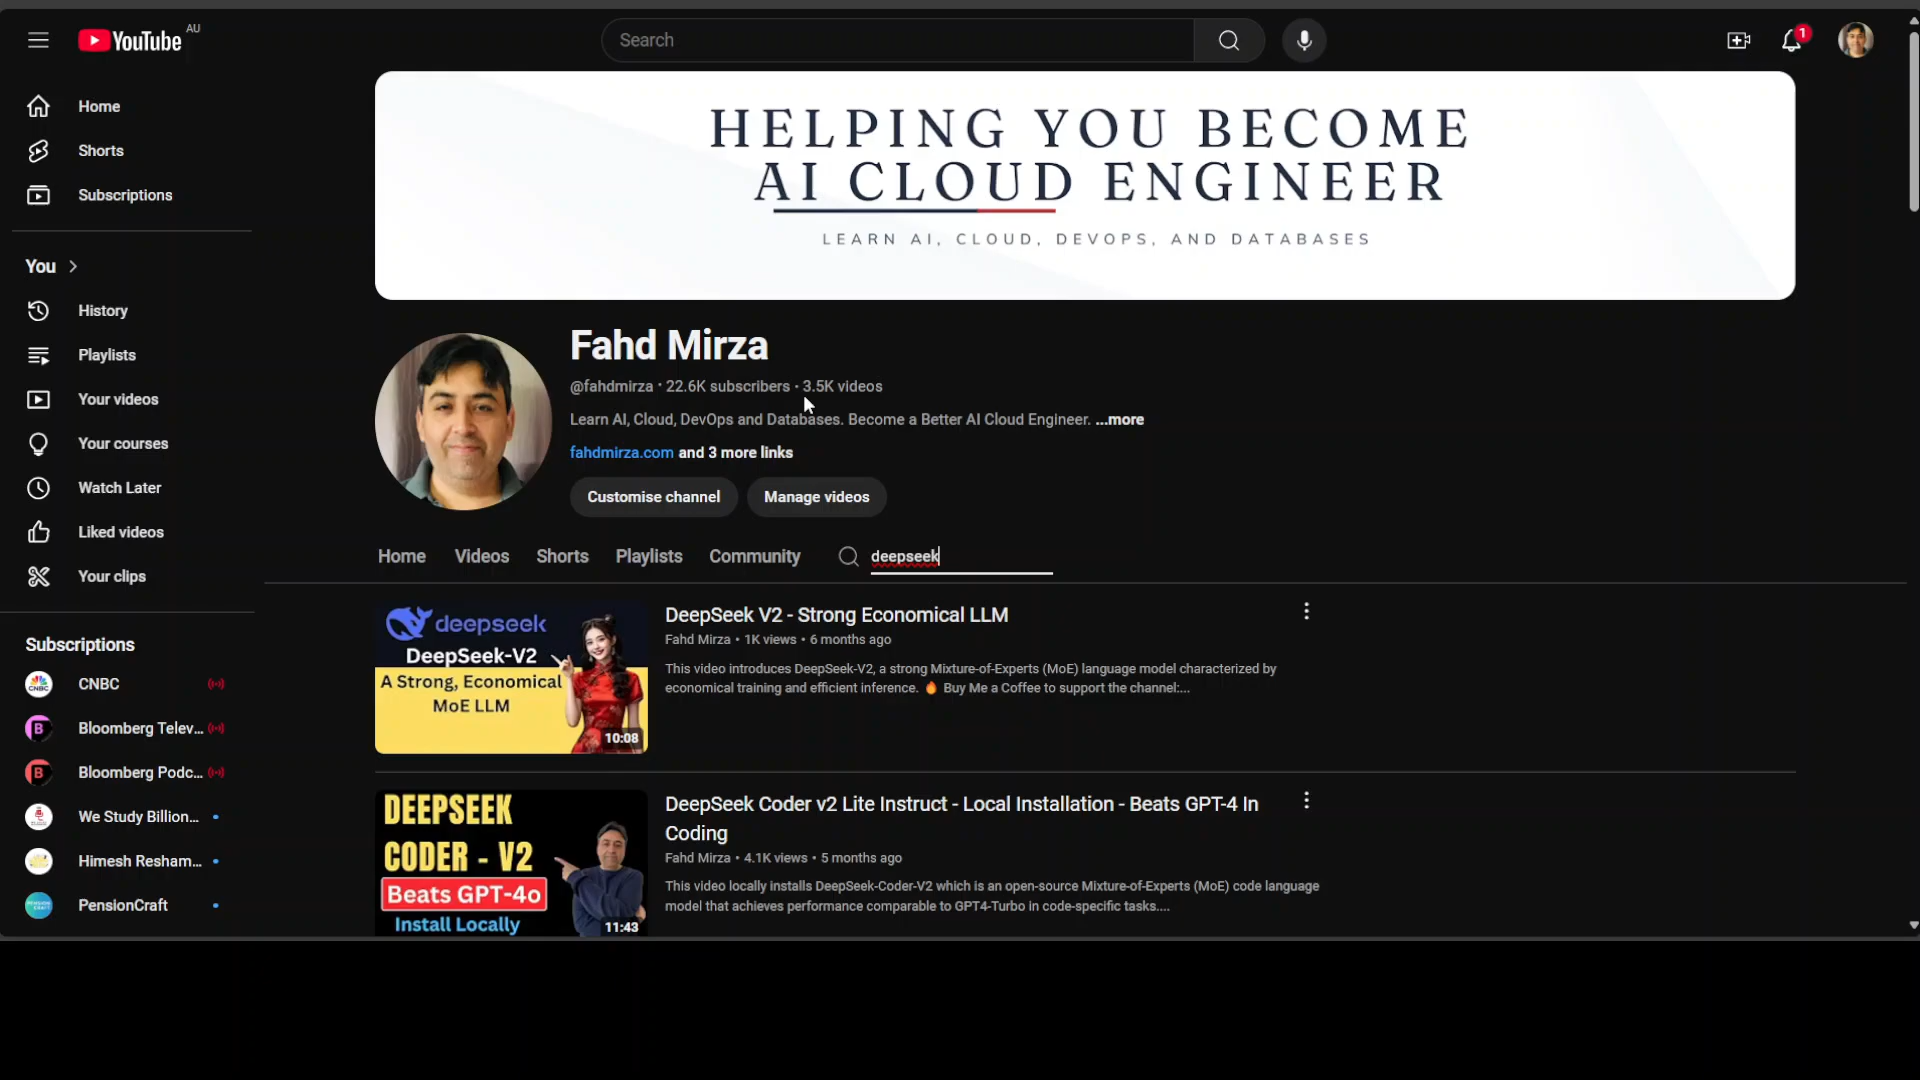 YouTube AU
Search
1
Home
Shorts
Subscriptions
You
History
Playlists
Your videos
Your courses
Watch Later
Liked videos
Your clips
Subscriptions
CNBC
Bloomberg Telev...
Bloomberg Podc...
We Study Billion...
Himesh Resham...
PensionCraft
HELPING YOU BECOME
AI CLOUD ENGINEER
LEARN AI, CLOUD, DEVOPS, AND DATABASES
Fahd Mirza
@fahdmirza • 22.6K subscribers • 3.5K videos
Learn AI, Cloud, DevOps and Databases. Become a Better AI Cloud Engineer. ...more
fahdmirza.com and 3 more links
Customise channel Manage videos
Home Videos Shorts Playlists Community deepseek
deepseek
DeepSeek-V2
A Strong, Economical
MoE LLM
10:08
DeepSeek V2 - Strong Economical LLM
Fahd Mirza • 1K views • 6 months ago
This video introduces DeepSeek-V2, a strong Mixture-of-Experts (MoE) language model characterized by
economical training and efficient inference. 🔥 Buy Me a Coffee to support the channel:...
DEEPSEEK
CODER - V2
Beats GPT-4o
Install Locally
11:43
DeepSeek Coder v2 Lite Instruct - Local Installation - Beats GPT-4 In
Coding
Fahd Mirza • 4.1K views • 5 months ago
This video locally installs DeepSeek-Coder-V2 which is an open-source Mixture-of-Experts (MoE) code language
model that achieves performance comparable to GPT4-Turbo in code-specific tasks....